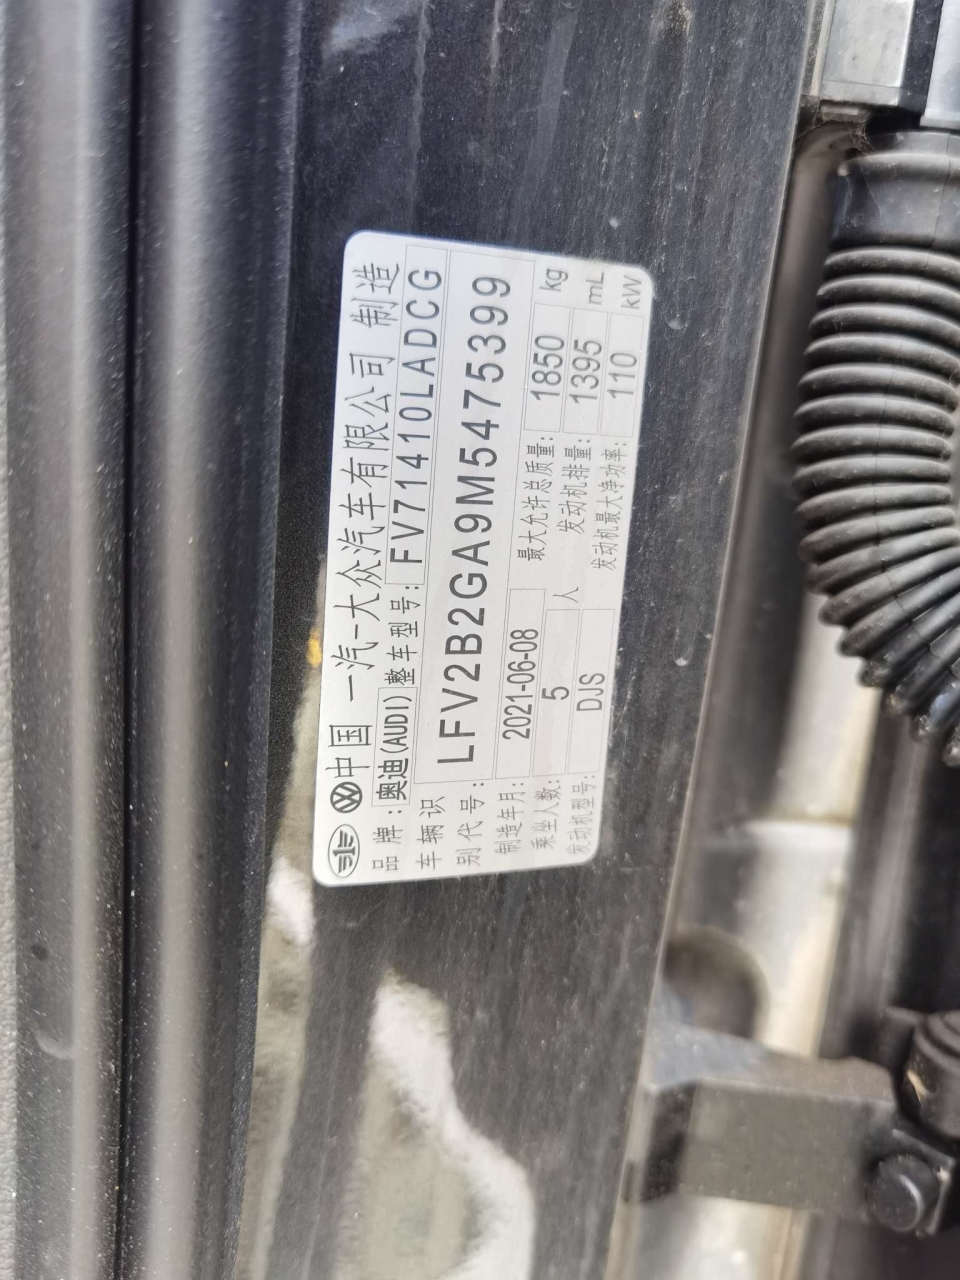 中国 一汽-大众汽车有限公司 制造
品牌:奥迪(AUDI) 整车型号: FV71410LADCG
车辆识
别代号: LFV2B2GA9M5475399
制造年月: 2021-06-08 最大允许总质量: 1850 kg
乘坐人数: 5 人 发动机排量: 1395 mL
发动机型号: DJS 发动机最大净功率: 110 kW